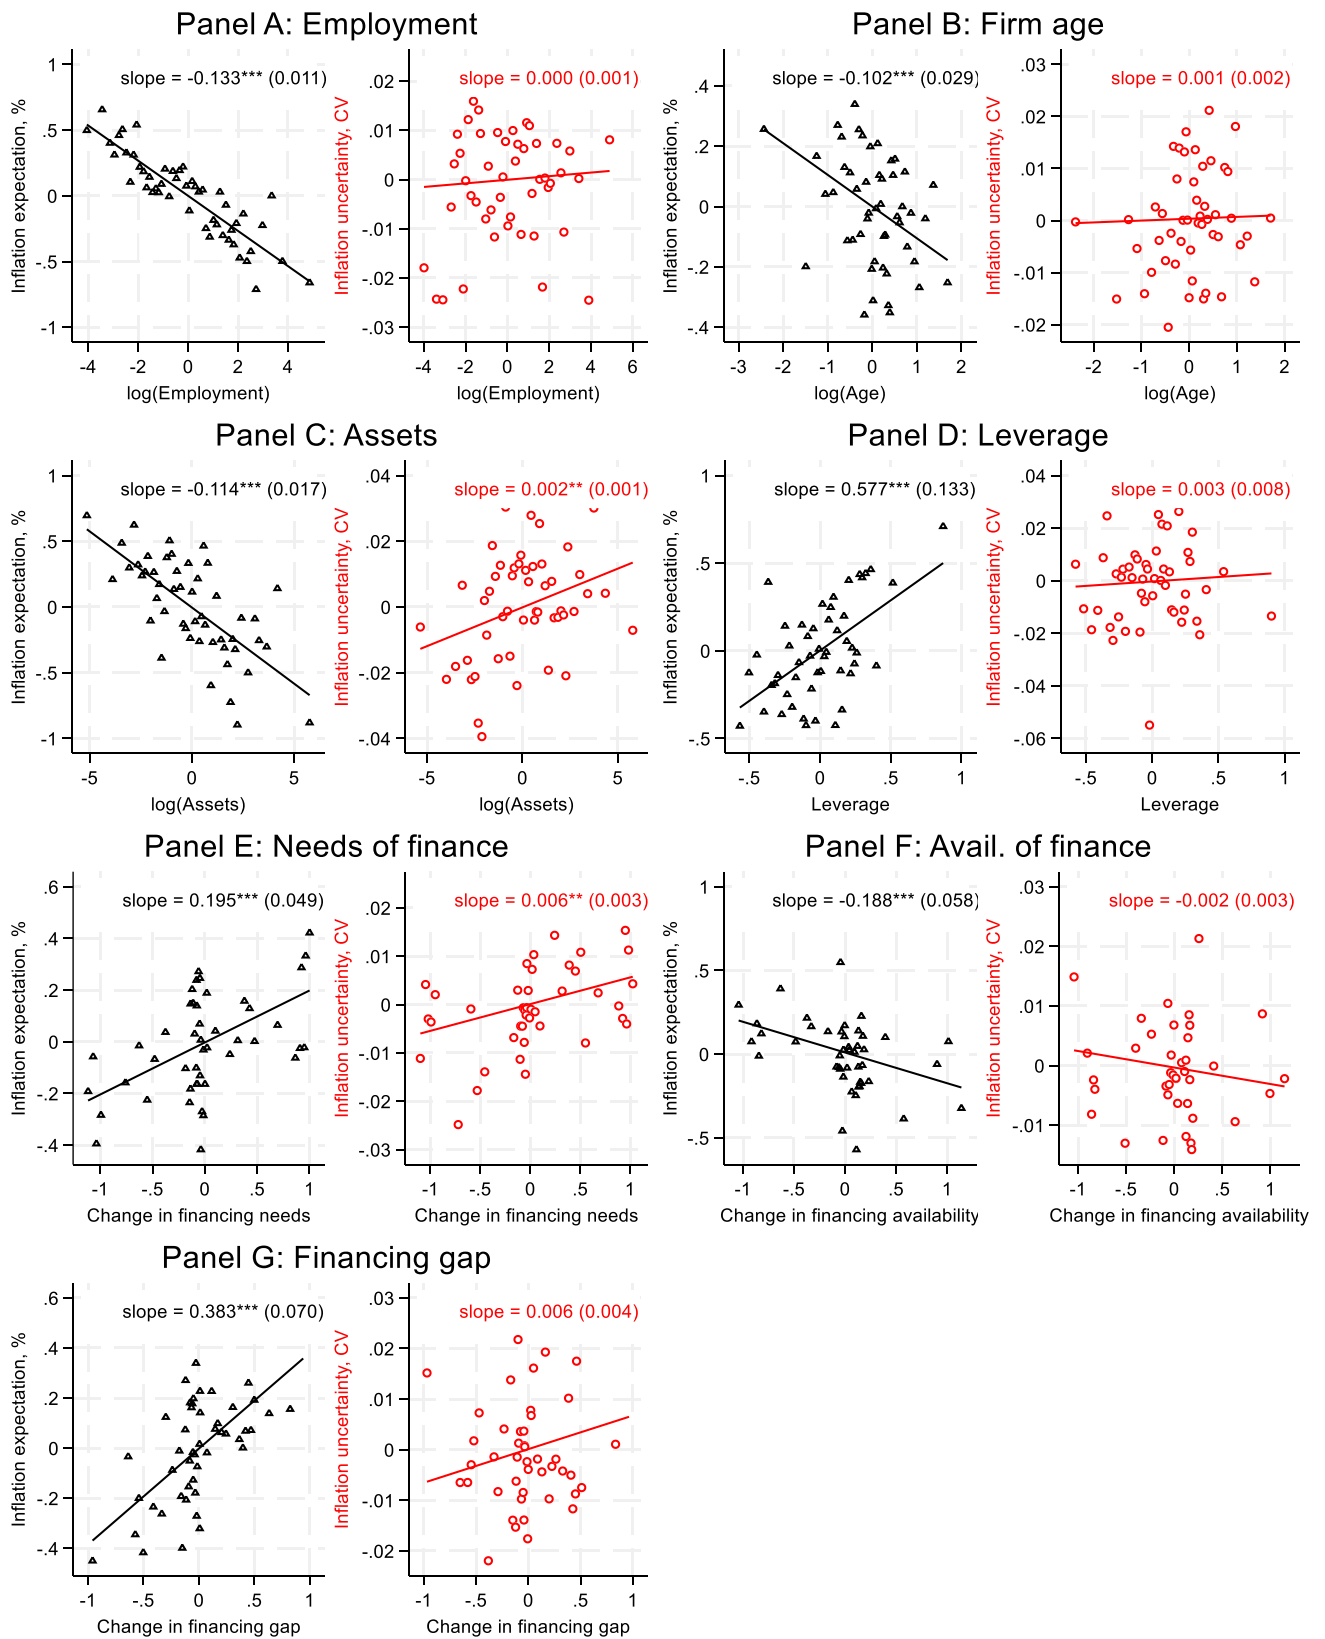 Panel A: Employment
slope = -0.133*** (0.011)
Inflation expectation, %
1
.5
0
-.5
-1
-4 -2 0 2 4
log(Employment)
slope = 0.000 (0.001)
Inflation uncertainty, CV
.02
.01
0
-.01
-.02
-.03
-4 -2 0 2 4 6
log(Employment)
Panel B: Firm age
slope = -0.102*** (0.029)
Inflation expectation, %
.4
.2
0
-.2
-.4
-3 -2 -1 0 1 2
log(Age)
slope = 0.001 (0.002)
Inflation uncertainty, CV
.03
.02
.01
0
-.01
-.02
-2 -1 0 1 2
log(Age)
Panel C: Assets
slope = -0.114*** (0.017)
Inflation expectation, %
1
.5
0
-.5
-1
-5 0 5
log(Assets)
slope = 0.002** (0.001)
Inflation uncertainty, CV
.04
.02
0
-.02
-.04
-5 0 5
log(Assets)
Panel D: Leverage
slope = 0.577*** (0.133)
Inflation expectation, %
1
.5
0
-.5
-.5 0 .5 1
Leverage
slope = 0.003 (0.008)
Inflation uncertainty, CV
.04
.02
0
-.02
-.04
-.06
-.5 0 .5 1
Leverage
Panel E: Needs of finance
slope = 0.195*** (0.049)
Inflation expectation, %
.6
.4
.2
0
-.2
-.4
-1 -.5 0 .5 1
Change in financing needs
slope = 0.006** (0.003)
Inflation uncertainty, CV
.02
.01
0
-.01
-.02
-.03
-1 -.5 0 .5 1
Change in financing needs
Panel F: Avail. of finance
slope = -0.188*** (0.058)
Inflation expectation, %
1
.5
0
-.5
-1 -.5 0 .5 1
Change in financing availability
slope = -0.002 (0.003)
Inflation uncertainty, CV
.03
.02
.01
0
-.01
-1 -.5 0 .5 1
Change in financing availability
Panel G: Financing gap
slope = 0.383*** (0.070)
Inflation expectation, %
.6
.4
.2
0
-.2
-.4
-1 -.5 0 .5 1
Change in financing gap
slope = 0.006 (0.004)
Inflation uncertainty, CV
.03
.02
.01
0
-.01
-.02
-1 -.5 0 .5 1
Change in financing gap